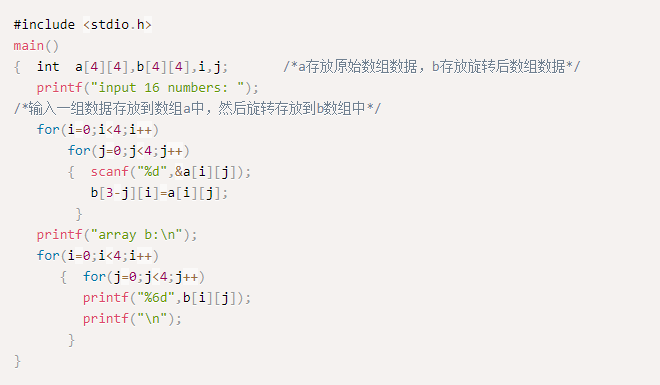 #include <stdio.h>
main()
{  int  a[4][4],b[4][4],i,j;       /*a存放原始数组数据，b存放旋转后数组数据*/
   printf("input 16 numbers: ");
/*输入一组数据存放到数组a中，然后旋转存放到b数组中*/
   for(i=0;i<4;i++)
       for(j=0;j<4;j++)
       {  scanf("%d",&a[i][j]);
          b[3-j][i]=a[i][j];
        }
   printf("array b:\n");
   for(i=0;i<4;i++)
      {  for(j=0;j<4;j++)
         printf("%6d",b[i][j]);
         printf("\n");
       }
}